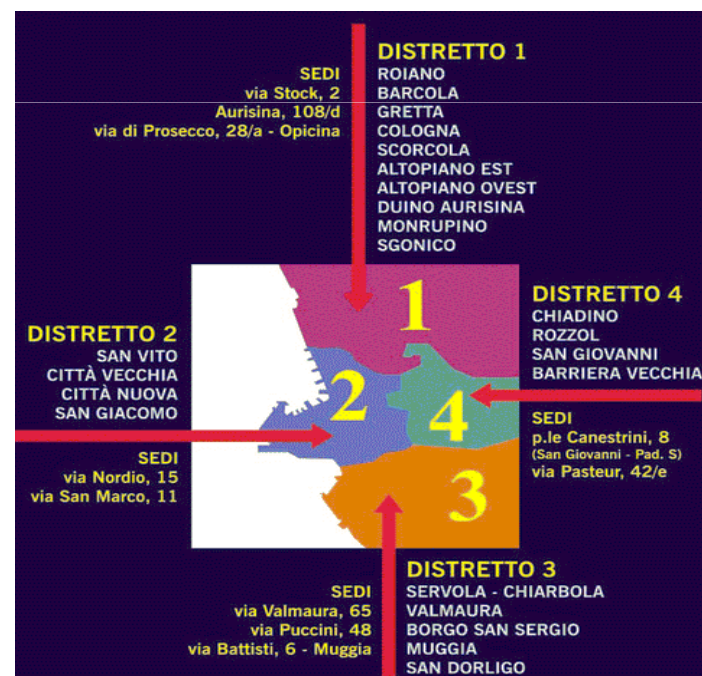 DISTRETTO 1
ROIANO
BARCOLA
GRETTA
COLOGNA
SCORCOLA
ALTOPIANO EST
ALTOPIANO OVEST
DUINO AURISINA
MONRUPINO
SGONICO
SEDI
via Stock, 2
Aurisina, 108/d
via di Prosecco, 28/a - Opicina
1
2
4
3
DISTRETTO 2
SAN VITO
CITTÀ VECCHIA
CITTÀ NUOVA
SAN GIACOMO
SEDI
via Nordio, 15
via San Marco, 11
DISTRETTO 4
CHIADINO
ROZZOL
SAN GIOVANNI
BARRIERA VECCHIA
SEDI
p.le Canestrini, 8
(San Giovanni - Pad. S)
via Pasteur, 42/e
DISTRETTO 3
SERVOLA - CHIARBOLA
VALMAURA
BORGO SAN SERGIO
MUGGIA
SAN DORLIGO
SEDI
via Valmaura, 65
via Puccini, 48
via Battisti, 6 - Muggia